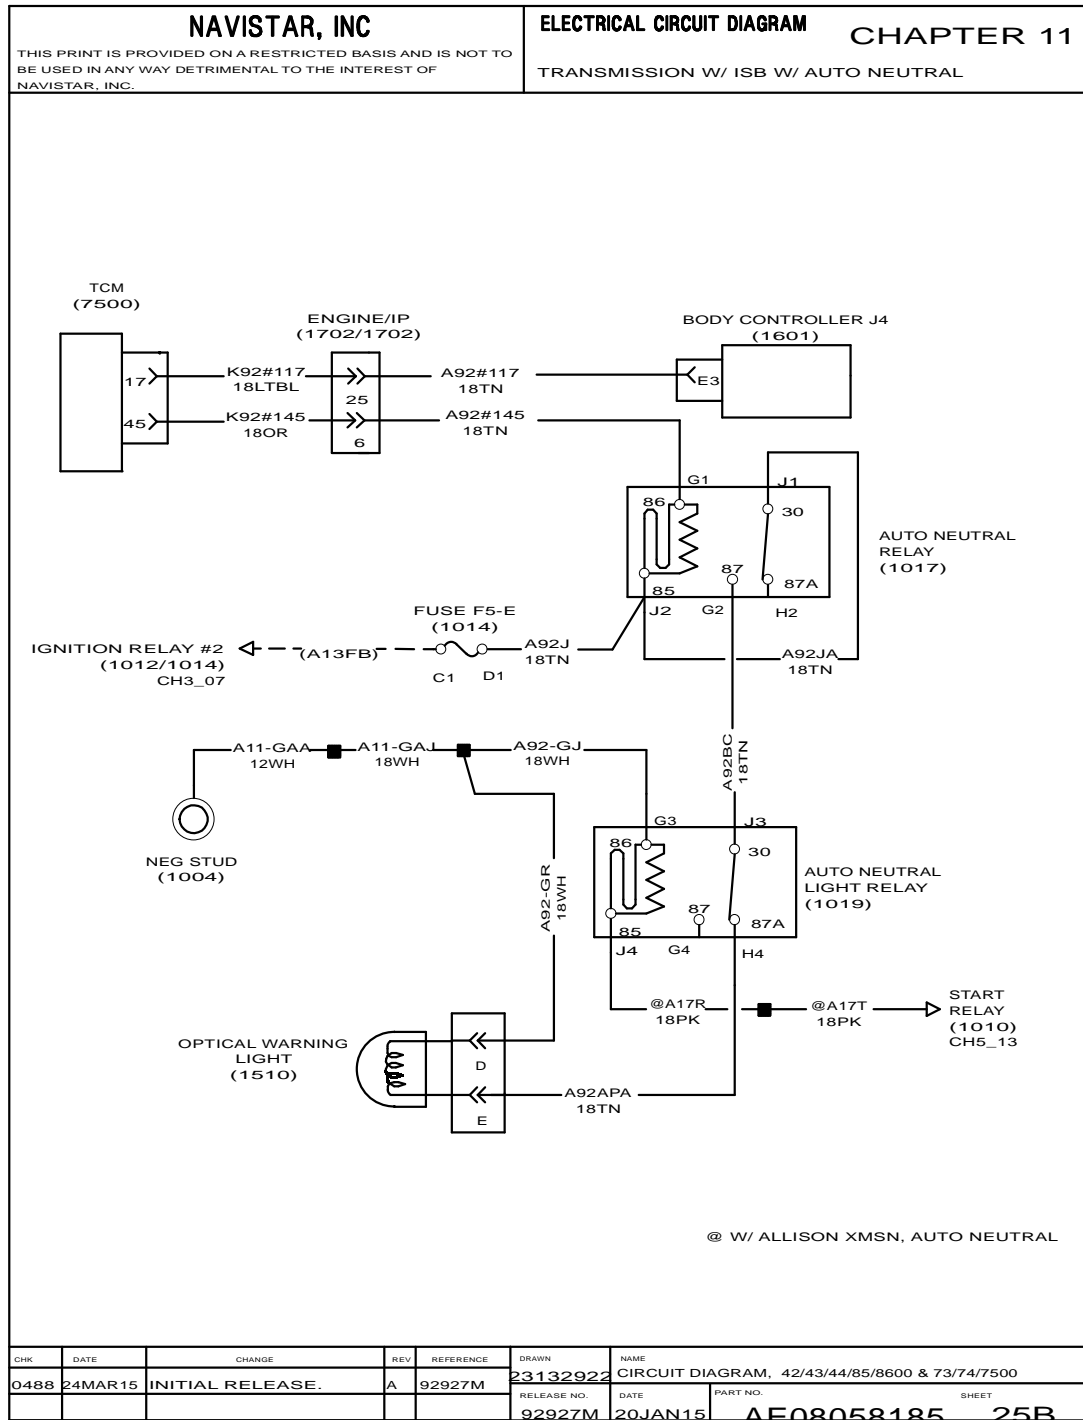 NAVISTAR, INC
THIS PRINT IS PROVIDED ON A RESTRICTED BASIS AND IS NOT TO
BE USED IN ANY WAY DETRIMENTAL TO THE INTEREST OF
NAVISTAR, INC.
ELECTRICAL CIRCUIT DIAGRAM
CHAPTER 11
TRANSMISSION W/ ISB W/ AUTO NEUTRAL
TCM
(7500)
ENGINE/IP
(1702/1702)
BODY CONTROLLER J4
(1601)
17
K92#117
18LTBL
25
A92#117
18TN
E3
45
K92#145
18OR
6
A92#145
18TN
G1
J1
86
30
87
87A
85
J2
G2
H2
AUTO NEUTRAL
RELAY
(1017)
FUSE F5-E
(1014)
IGNITION RELAY #2
(1012/1014)
CH3_07
(A13FB)
C1
D1
A92J
18TN
A92JA
18TN
A11-GAA
12WH
A11-GAJ
18WH
A92-GJ
18WH
A92BC
18TN
NEG STUD
(1004)
A92-GR
18WH
G3
J3
86
30
87
87A
85
J4
G4
H4
AUTO NEUTRAL
LIGHT RELAY
(1019)
@A17R
18PK
@A17T
18PK
START
RELAY
(1010)
CH5_13
OPTICAL WARNING
LIGHT
(1510)
D
E
A92APA
18TN
@ W/ ALLISON XMSN, AUTO NEUTRAL
CHK DATE CHANGE REV REFERENCE
0488 24MAR15 INITIAL RELEASE. A 92927M
DRAWN
23132922
NAME
CIRCUIT DIAGRAM, 42/43/44/85/8600 & 73/74/7500
RELEASE NO.
92927M
DATE
20JAN15
PART NO.
AE08058185
SHEET
25B